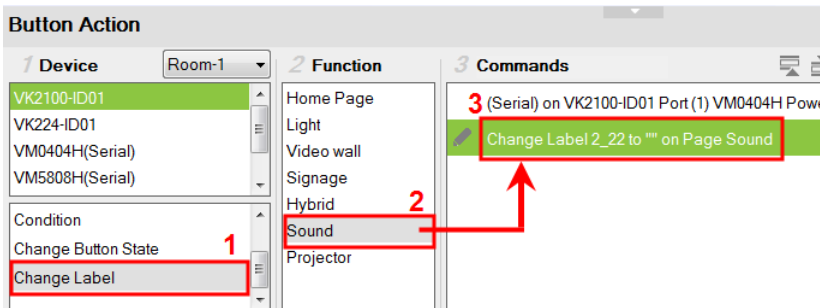 Button Action
1 Device
Room-1
2 Function
3 Commands
VK2100-ID01
VK224-ID01
VM0404H(Serial)
VM5808H(Serial)
Condition
Change Button State
1
Change Label
Home Page
Light
Video wall
Signage
Hybrid
2
Sound
Projector
3 (Serial) on VK2100-ID01 Port (1) VM0404H Powe
Change Label 2_22 to "" on Page Sound